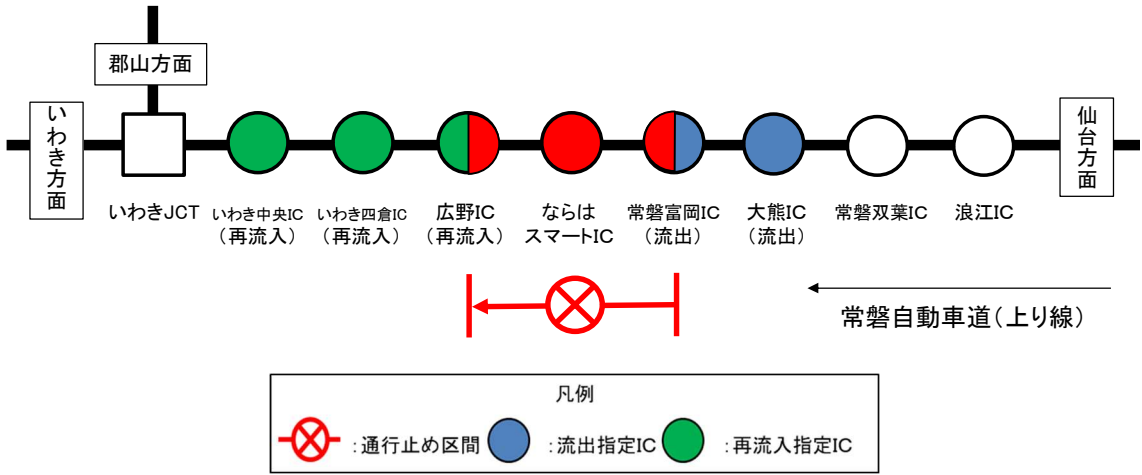 郡山方面
いわき方面
仙台方面
いわきJCT
いわき中央IC
(再流入)
いわき四倉IC
(再流入)
広野IC
(再流入)
ならは
スマートIC
常磐富岡IC
(流出)
大熊IC
(流出)
常磐双葉IC
浪江IC
常磐自動車道(上り線)
凡例
:通行止め区間
:流出指定IC
:再流入指定IC